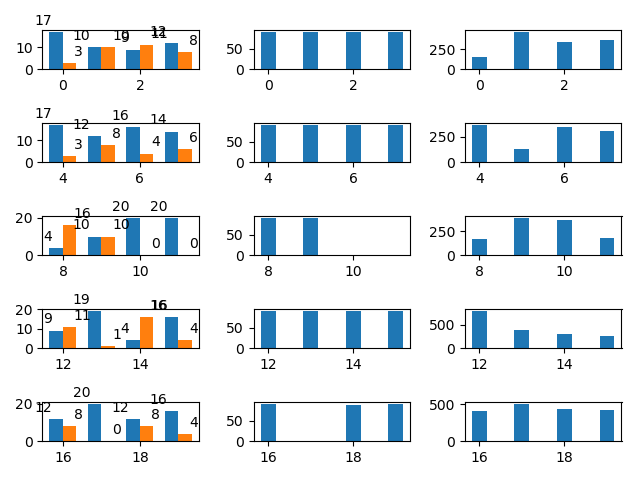 17
10 10 9 12 11 8
10 3 50 250
0 0 0
0 2 0 2 0 2
17 12 16 14
10 3 8 4 6 50 250
0 0 0
4 6 4 6 4 6
20 16 20 20
4 10 10 0 0 50 250
0 0 0
8 10 8 10 8 10
20 19 16 16
9 11 4 4
10 1 50 500
0 0 0
12 14 12 14 12 14
20 12 20 12 16 500
8 0 8 4 50
0 0 0
16 18 16 18 16 18